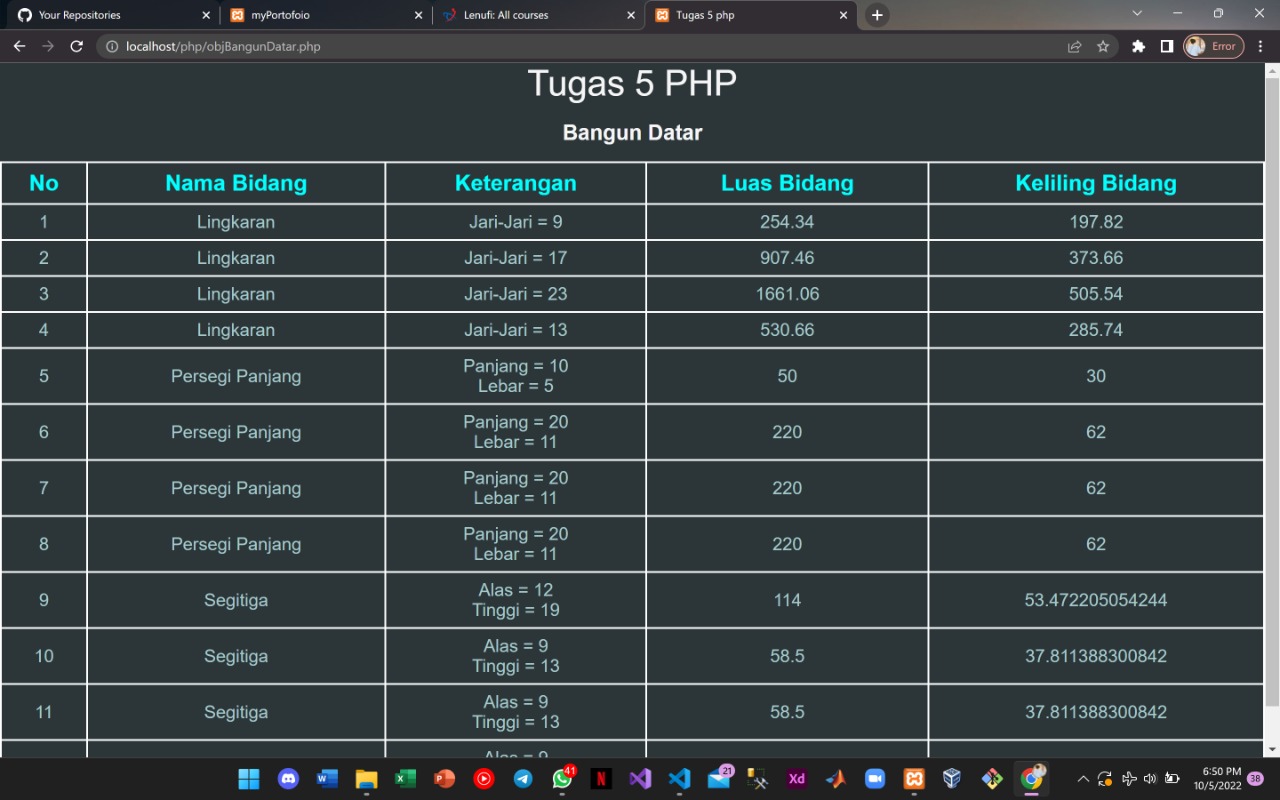 Your Repositories
myPortofoio
Lenufi: All courses
Tugas 5 php
localhost/php/objBangunDatar.php
Error
Tugas 5 PHP
Bangun Datar
No Nama Bidang Keterangan Luas Bidang Keliling Bidang
1 Lingkaran Jari-Jari = 9 254.34 197.82
2 Lingkaran Jari-Jari = 17 907.46 373.66
3 Lingkaran Jari-Jari = 23 1661.06 505.54
4 Lingkaran Jari-Jari = 13 530.66 285.74
5 Persegi Panjang Panjang = 10
Lebar = 5 50 30
6 Persegi Panjang Panjang = 20
Lebar = 11 220 62
7 Persegi Panjang Panjang = 20
Lebar = 11 220 62
8 Persegi Panjang Panjang = 20
Lebar = 11 220 62
9 Segitiga Alas = 12
Tinggi = 19 114 53.472205054244
10 Segitiga Alas = 9
Tinggi = 13 58.5 37.811388300842
11 Segitiga Alas = 9
Tinggi = 13 58.5 37.811388300842
Alas = 9
41
21
Xd
6:50 PM
10/5/2022
38